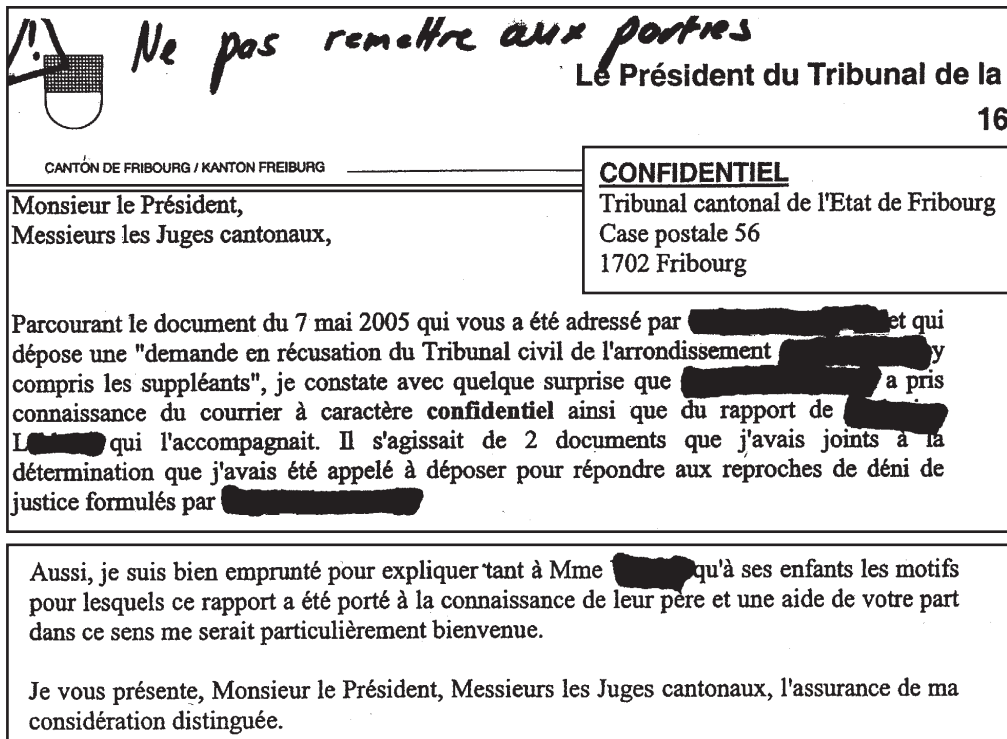 Ne pas remettre aux parties
Le Président du Tribunal de la
16
CANTON DE FRIBOURG / KANTON FREIBURG
CONFIDENTIEL
Tribunal cantonal de l'Etat de Fribourg
Case postale 56
1702 Fribourg
Monsieur le Président,
Messieurs les Juges cantonaux,
Parcourant le document du 7 mai 2005 qui vous a été adressé par et qui
dépose une "demande en récusation du Tribunal civil de l'arrondissement y
compris les suppléants", je constate avec quelque surprise que a pris
connaissance du courrier à caractère confidentiel ainsi que du rapport de
L qui l'accompagnait. Il s'agissait de 2 documents que j'avais joints à la
détermination que j'avais été appelé à déposer pour répondre aux reproches de déni de
justice formulés par
Aussi, je suis bien emprunté pour expliquer tant à Mme qu'à ses enfants les motifs
pour lesquels ce rapport a été porté à la connaissance de leur père et une aide de votre part
dans ce sens me serait particulièrement bienvenue.
Je vous présente, Monsieur le Président, Messieurs les Juges cantonaux, l'assurance de ma
considération distinguée.